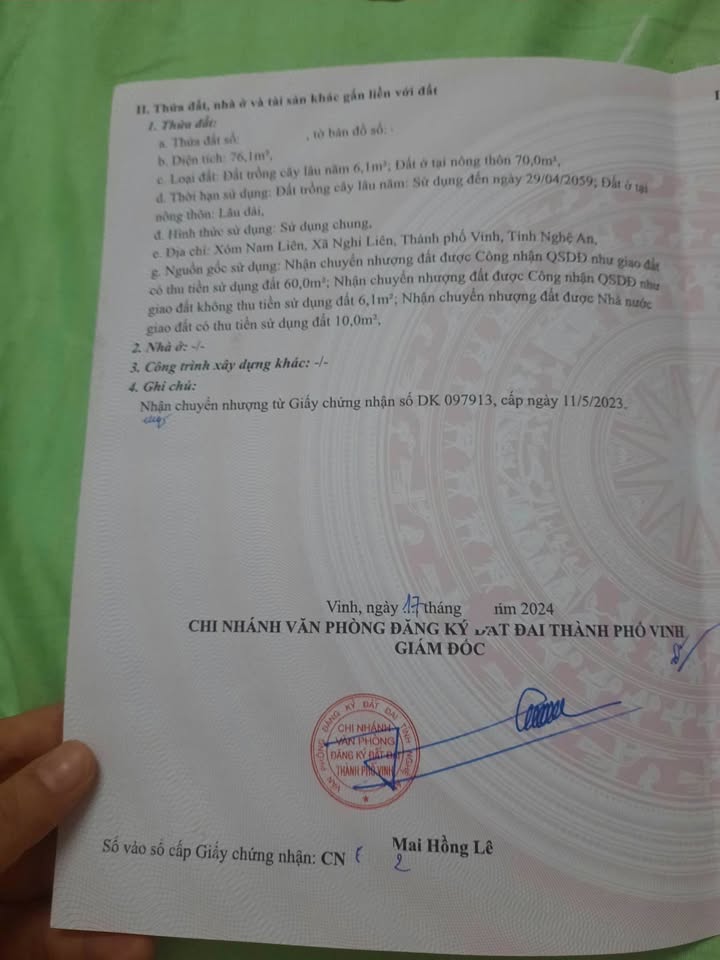 II. Thửa đất, nhà ở và tài sản khác gắn liền với đất
1. Thửa đất:
a. Thửa đất số: , tờ bản đồ số:
b. Diện tích: 76,1m²,
c. Loại đất: Đất trồng cây lâu năm 6,1m²; Đất ở tại nông thôn 70,0m²,
d. Thời hạn sử dụng: Đất trồng cây lâu năm: Sử dụng đến ngày 29/04/2059; Đất ở tại
nông thôn: Lâu dài,
đ. Hình thức sử dụng: Sử dụng chung,
e. Địa chỉ: Xóm Nam Liên, Xã Nghi Liên, Thành phố Vinh, Tỉnh Nghệ An,
g. Nguồn gốc sử dụng: Nhận chuyển nhượng đất được Công nhận QSDĐ như giao đất
có thu tiền sử dụng đất 60,0m²; Nhận chuyển nhượng đất được Công nhận QSDĐ như
giao đất không thu tiền sử dụng đất 6,1m²; Nhận chuyển nhượng đất được Nhà nước
giao đất có thu tiền sử dụng đất 10,0m²,
2. Nhà ở: -/-
3. Công trình xây dựng khác: -/-
4. Ghi chú:
Nhận chuyển nhượng từ Giấy chứng nhận số DK 097913, cấp ngày 11/5/2023.
Vinh, ngày 17 tháng năm 2024
CHI NHÁNH VĂN PHÒNG ĐĂNG KÝ ĐẤT ĐAI THÀNH PHỐ VINH
GIÁM ĐỐC
VĂN PHÒNG ĐĂNG KÝ ĐẤT ĐAI TỈNH NGHỆ
CHI NHÁNH
VĂN PHÒNG
ĐĂNG KÝ ĐẤT ĐAI
THÀNH PHỐ VINH
Mai Hồng Lê
Số vào sổ cấp Giấy chứng nhận: CN